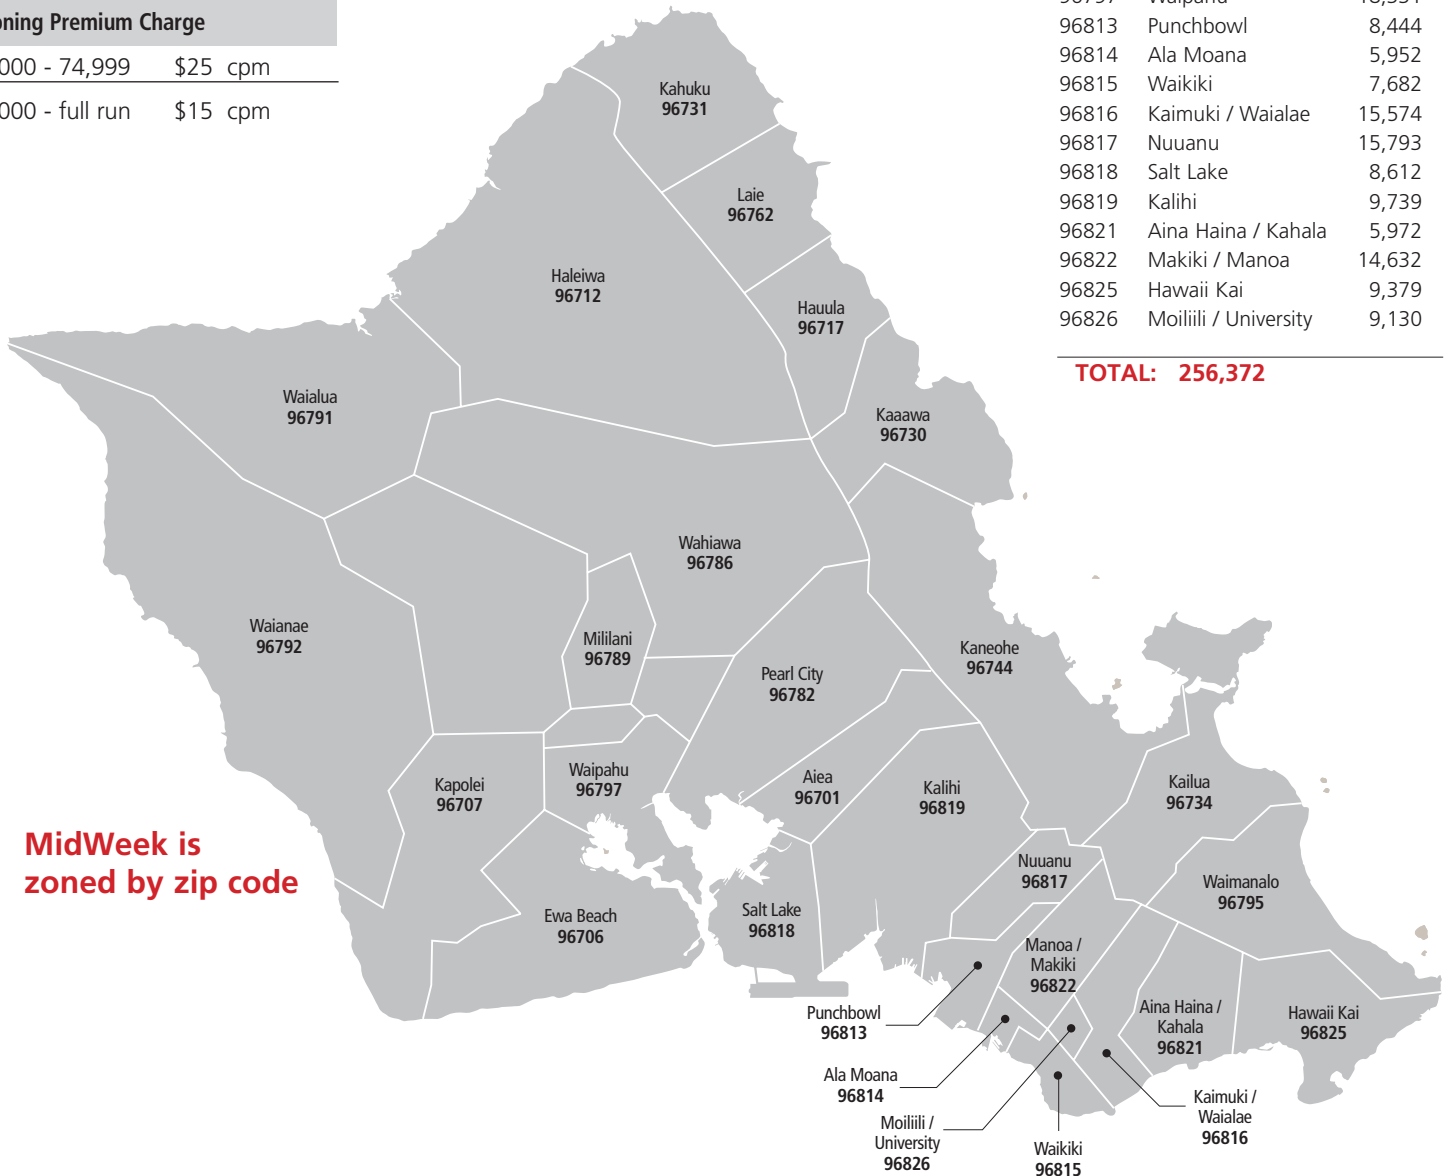 Premium Charge
000 - 74,999 $25 cpm
000 - full run $15 cpm
96813 Punchbowl 8,444
96814 Ala Moana 5,952
96815 Waikiki 7,682
96816 Kaimuki / Waialae 15,574
96817 Nuuanu 15,793
96818 Salt Lake 8,612
96819 Kalihi 9,739
96821 Aina Haina / Kahala 5,972
96822 Makiki / Manoa 14,632
96825 Hawaii Kai 9,379
96826 Moiliili / University 9,130
TOTAL: 256,372
Kahuku
96731
Laie
96762
Haleiwa
96712
Hauula
96717
Waialua
96791
Kaaawa
96730
Wahiawa
96786
Waianae
96792
Mililani
96789
Kaneohe
96744
Pearl City
96782
Kapolei
96707
Waipahu
96797
Aiea
96701
Kalihi
96819
Kailua
96734
MidWeek is
zoned by zip code
Nuuanu
96817
Waimanalo
96795
Ewa Beach
96706
Salt Lake
96818
Manoa /
Makiki
96822
Punchbowl
96813
Aina Haina /
Kahala
96821
Hawaii Kai
96825
Ala Moana
96814
Moiliili /
University
96826
Waikiki
96815
Kaimuki /
Waialae
96816